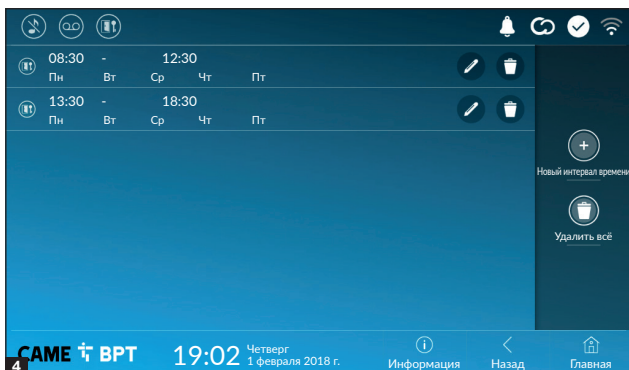 08:30 - 12:30
Пн Вт Ср Чт Пт
13:30 - 18:30
Пн Вт Ср Чт Пт
Новый интервал времени
Удалить всё
CAME BPT
19:02
Четверг
1 февраля 2018 г.
Информация
Назад
Главная
4